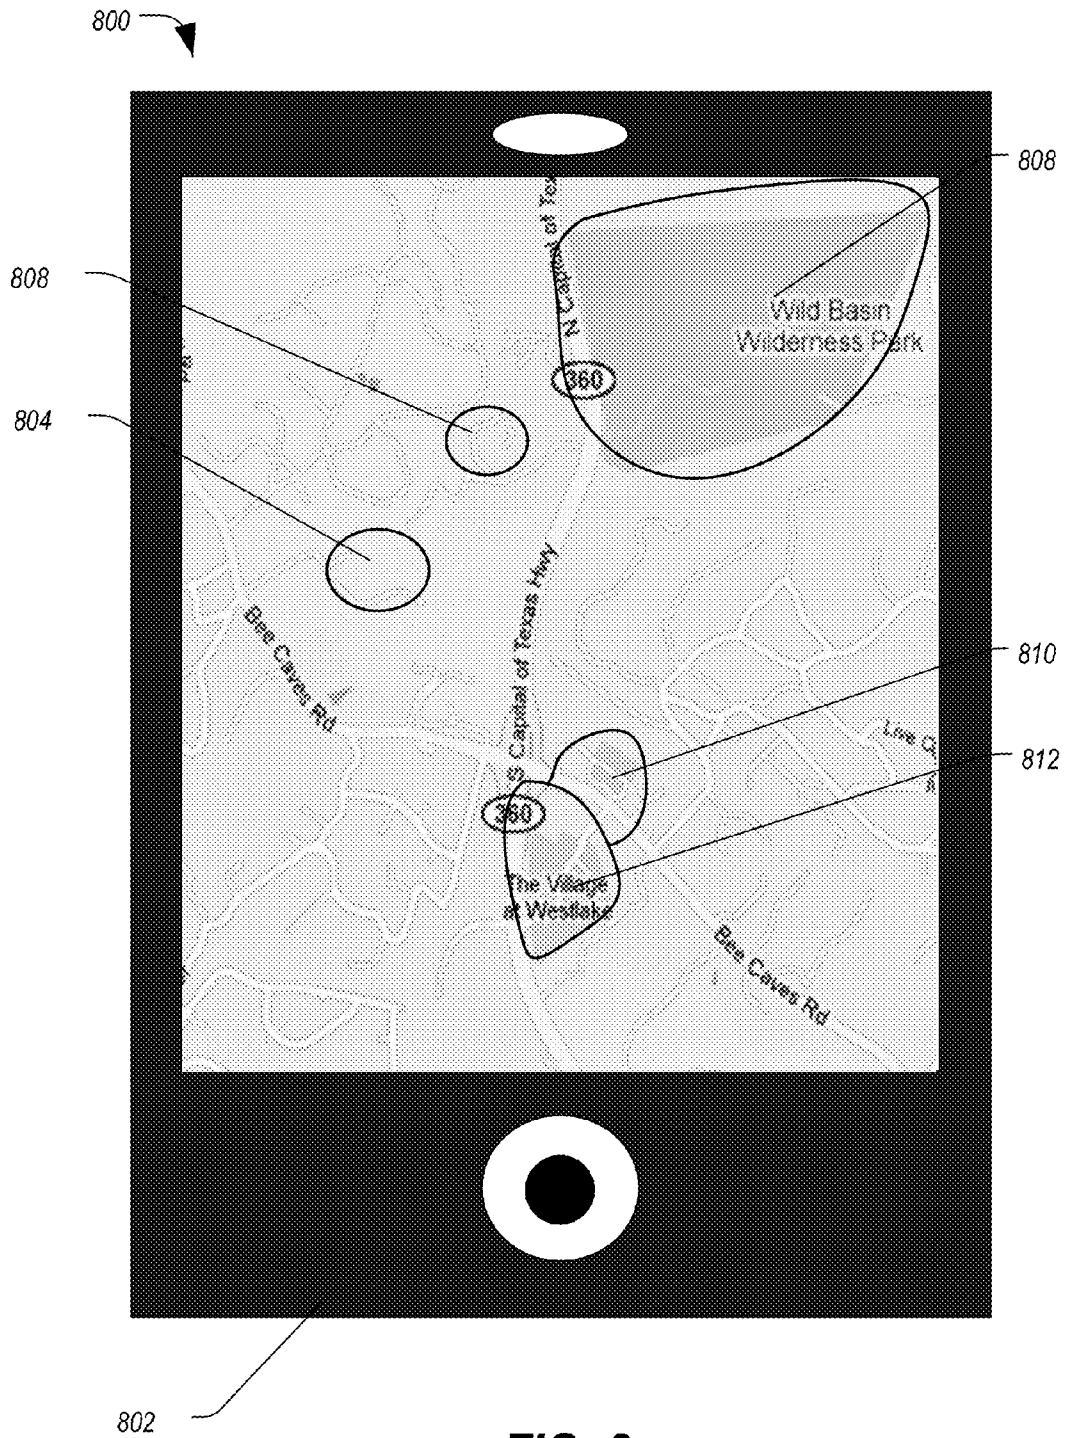 800
808
N Capital of Tex
808
Wild Basin
Wilderness Park
360
804
S Capital of Texas Hwy
Bee Caves Rd
810
Live O
812
360
The Village
at Westlake
Bee Caves Rd
802